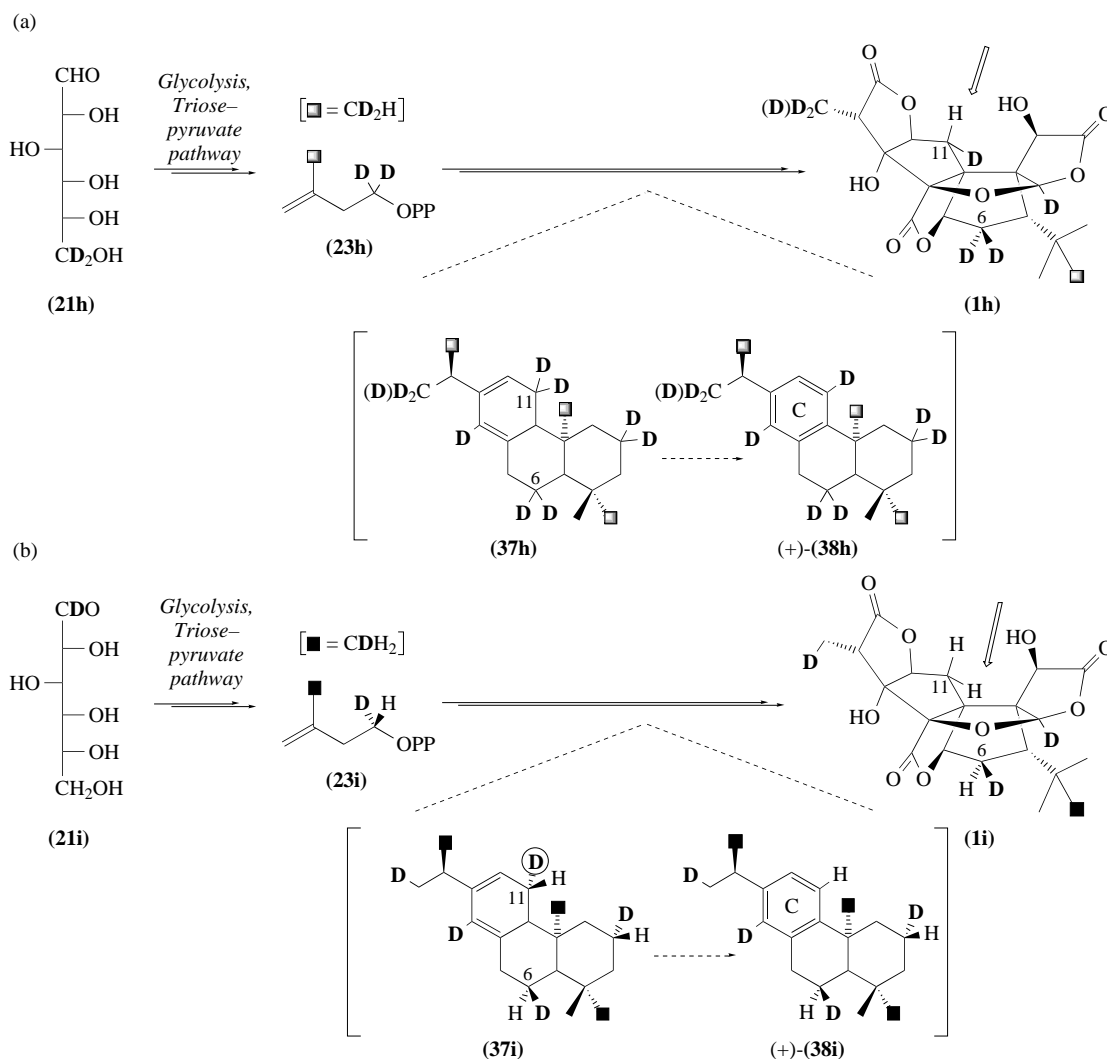 (a)
CHO
OH
HO
OH
OH
CD₂OH
(21h)
Glycolysis,
Triose–
pyruvate
pathway
[ = CD₂H]
D D
OPP
(23h)
O
O
(D)D₂C
H
11
D
HO
O
O
HO
O
D
O
O
6
D D
(1h)
(D)D₂C
D
D
11
D
D
D
6
D D
(37h)
(D)D₂C
D
C
D
D
D
D D
(+)-(38h)
(b)
CDO
OH
HO
OH
OH
CH₂OH
(21i)
Glycolysis,
Triose–
pyruvate
pathway
[ = CDH₂]
D H
OPP
(23i)
O
O
D
H
11
H
HO
O
O
HO
O
D
O
O
6
H D
(1i)
D
D
H
11
D
D
H
6
H D
(37i)
D
H
C
D
D
H
H D
(+)-(38i)